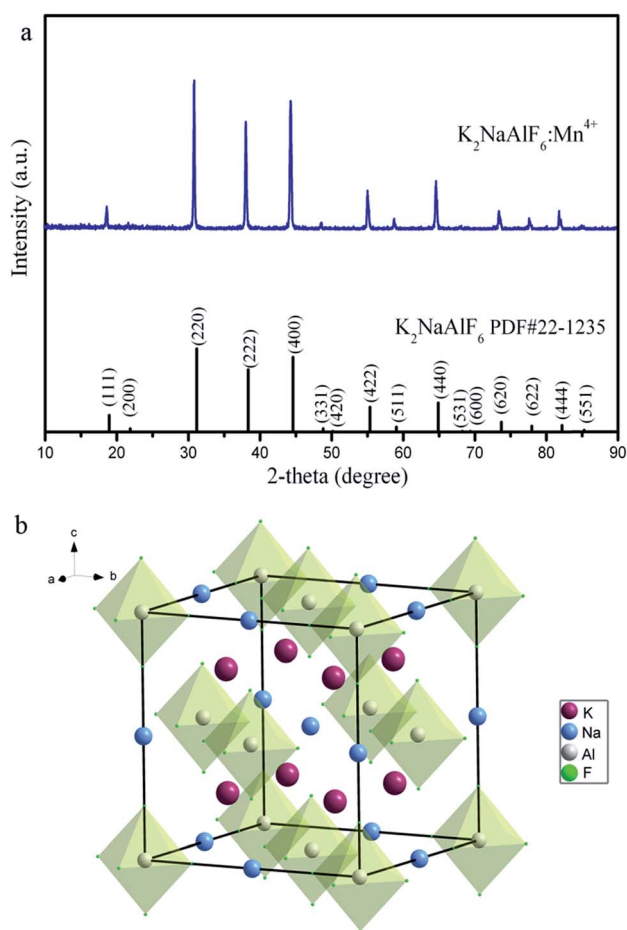 a
Intensity (a.u.)
K₂NaAlF₆:Mn⁴⁺
K₂NaAlF₆ PDF#22-1235
(111)
(200)
(220)
(222)
(400)
(331)
(420)
(422)
(511)
(440)
(531)
(600)
(620)
(622)
(444)
(551)
10 20 30 40 50 60 70 80 90
2-theta (degree)
b
c
a
b
K
Na
Al
F